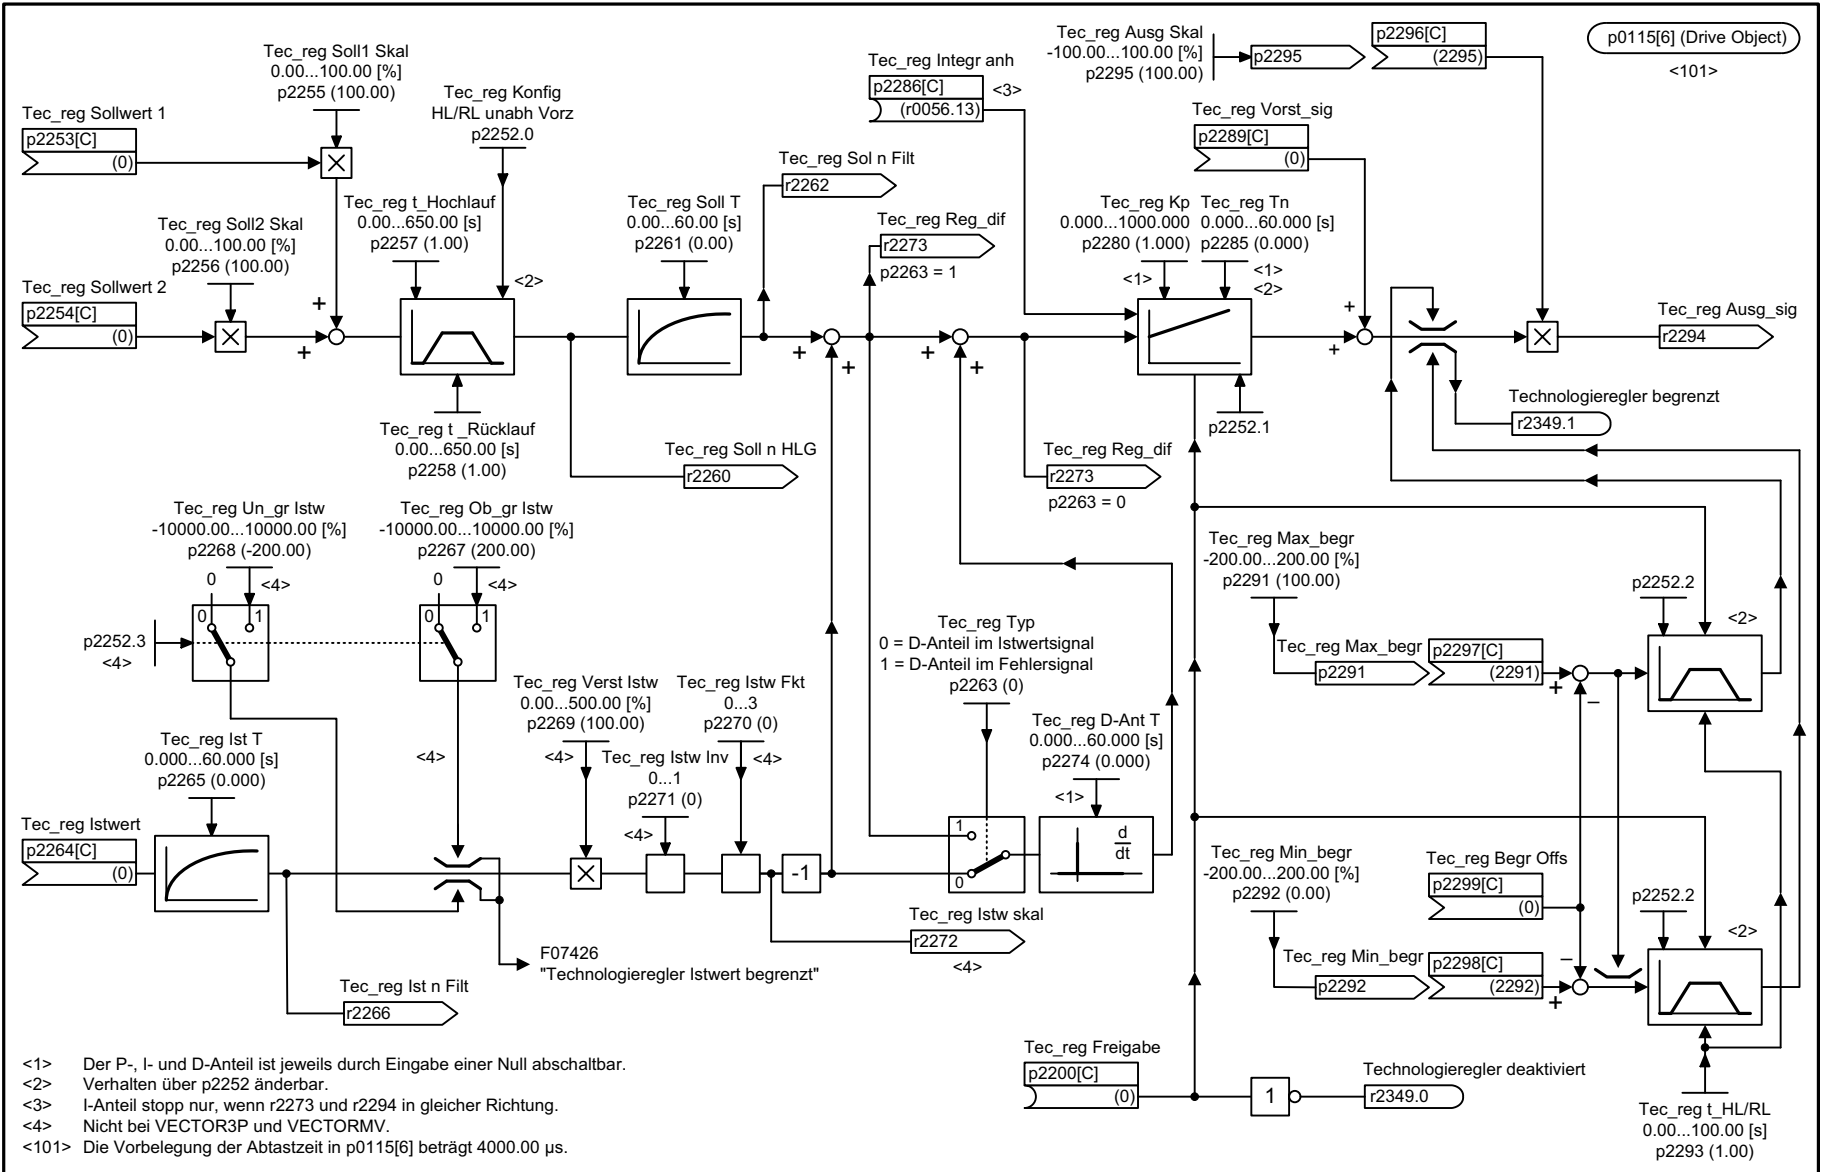 Tec_reg Soll1 Skal
0.00...100.00 [%]
p2255 (100.00)
Tec_reg Sollwert 1
p2253[C]
(0)
Tec_reg Konfig
HL/RL unabh Vorz
p2252.0
Tec_reg Integr anh
p2286[C]
(r0056.13)
<3>
Tec_reg Ausg Skal
-100.00...100.00 [%]
p2295 (100.00)
p2295
p2296[C]
(2295)
p0115[6] (Drive Object)
<101>
Tec_reg Vorst_sig
p2289[C]
(0)
Tec_reg Soll2 Skal
0.00...100.00 [%]
p2256 (100.00)
Tec_reg Sollwert 2
p2254[C]
(0)
+
+
Tec_reg t_Hochlauf
0.00...650.00 [s]
p2257 (1.00)
<2>
Tec_reg t _Rücklauf
0.00...650.00 [s]
p2258 (1.00)
Tec_reg Soll T
0.00...60.00 [s]
p2261 (0.00)
Tec_reg Sol n Filt
r2262
Tec_reg Reg_dif
r2273
p2263 = 1
+
+
+
+
Tec_reg Kp
0.000...1000.000
p2280 (1.000)
<1>
Tec_reg Tn
0.000...60.000 [s]
p2285 (0.000)
<1>
<2>
p2252.1
+
+
Tec_reg Ausg_sig
r2294
Technologieregler begrenzt
r2349.1
Tec_reg Soll n HLG
r2260
Tec_reg Reg_dif
r2273
p2263 = 0
Tec_reg Un_gr Istw
-10000.00...10000.00 [%]
p2268 (-200.00)
0
<4>
0
1
Tec_reg Ob_gr Istw
-10000.00...10000.00 [%]
p2267 (200.00)
0
<4>
0
1
p2252.3
<4>
<4>
Tec_reg Max_begr
-200.00...200.00 [%]
p2291 (100.00)
Tec_reg Max_begr
p2291
p2297[C]
(2291)
+
–
p2252.2
<2>
Tec_reg Typ
0 = D-Anteil im Istwertsignal
1 = D-Anteil im Fehlersignal
p2263 (0)
1
0
Tec_reg D-Ant T
0.000...60.000 [s]
p2274 (0.000)
<1>
d
dt
Tec_reg Verst Istw
0.00...500.00 [%]
p2269 (100.00)
<4>
Tec_reg Istw Fkt
0...3
p2270 (0)
<4>
Tec_reg Istw Inv
0...1
p2271 (0)
<4>
-1
Tec_reg Ist T
0.000...60.000 [s]
p2265 (0.000)
Tec_reg Istwert
p2264[C]
(0)
F07426
"Technologieregler Istwert begrenzt"
Tec_reg Istw skal
r2272
<4>
Tec_reg Ist n Filt
r2266
Tec_reg Min_begr
-200.00...200.00 [%]
p2292 (0.00)
Tec_reg Min_begr
p2292
Tec_reg Begr Offs
p2299[C]
(0)
p2298[C]
(2292)
+
–
p2252.2
<2>
Tec_reg Freigabe
p2200[C]
(0)
1
Technologieregler deaktiviert
r2349.0
Tec_reg t_HL/RL
0.00...100.00 [s]
p2293 (1.00)
<1> Der P-, I- und D-Anteil ist jeweils durch Eingabe einer Null abschaltbar.
<2> Verhalten über p2252 änderbar.
<3> I-Anteil stopp nur, wenn r2273 und r2294 in gleicher Richtung.
<4> Nicht bei VECTOR3P und VECTORMV.
<101> Die Vorbelegung der Abtastzeit in p0115[6] beträgt 4000.00 µs.